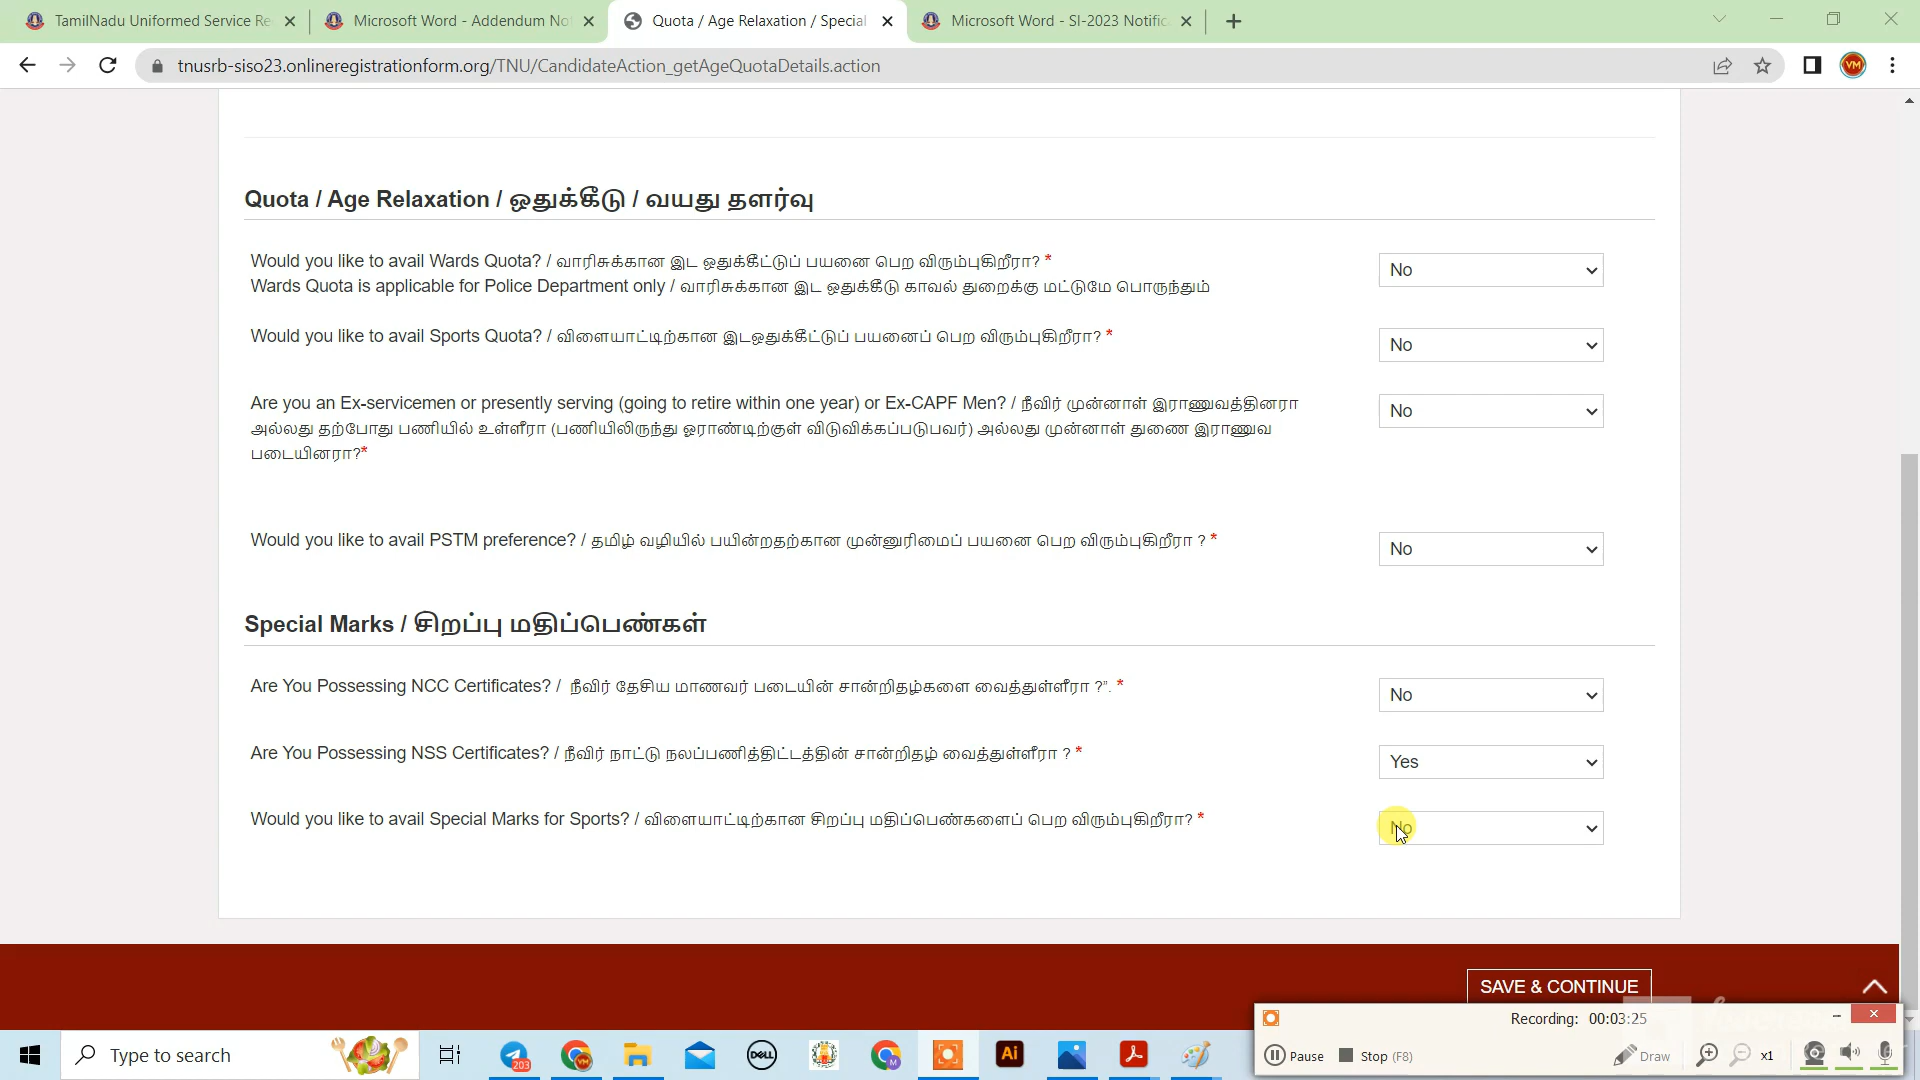 TamilNadu Uniformed Service Re
Microsoft Word - Addendum No
Quota / Age Relaxation / Special
Microsoft Word - SI-2023 Notific
tnusrb-siso23.onlineregistrationform.org/TNU/CandidateAction_getAgeQuotaDetails.action
VM
Quota / Age Relaxation / ஒதுக்கீடு / வயது தளர்வு
Would you like to avail Wards Quota? / வாரிசுக்கான இட ஒதுக்கீட்டுப் பயனை பெற விரும்புகிறீரா? *
No
Wards Quota is applicable for Police Department only / வாரிசுக்கான இட ஒதுக்கீடு காவல் துறைக்கு மட்டுமே பொருந்தும்
Would you like to avail Sports Quota? / விளையாட்டிற்கான இடஒதுக்கீட்டுப் பயனைப் பெற விரும்புகிறீரா? *
No
Are you an Ex-servicemen or presently serving (going to retire within one year) or Ex-CAPF Men? / நீவிர் முன்னாள் இராணுவத்தினரா
No
அல்லது தற்போது பணியில் உள்ளீரா (பணியிலிருந்து ஓராண்டிற்குள் விடுவிக்கப்படுபவர்) அல்லது முன்னாள் துணை இராணுவ
படையினரா?*
Would you like to avail PSTM preference? / தமிழ் வழியில் பயின்றதற்கான முன்னுரிமைப் பயனை பெற விரும்புகிறீரா ? *
No
Special Marks / சிறப்பு மதிப்பெண்கள்
Are You Possessing NCC Certificates? / நீவிர் தேசிய மாணவர் படையின் சான்றிதழ்களை வைத்துள்ளீரா ?”. *
No
Are You Possessing NSS Certificates? / நீவிர் நாட்டு நலப்பணித்திட்டத்தின் சான்றிதழ் வைத்துள்ளீரா ? *
Yes
Would you like to avail Special Marks for Sports? / விளையாட்டிற்கான சிறப்பு மதிப்பெண்களைப் பெற விரும்புகிறீரா? *
No
SAVE & CONTINUE
Recording: 00:03:25
Pause
Stop (F8)
Draw
x1
Type to search
203
VM
DELL
M
Ai